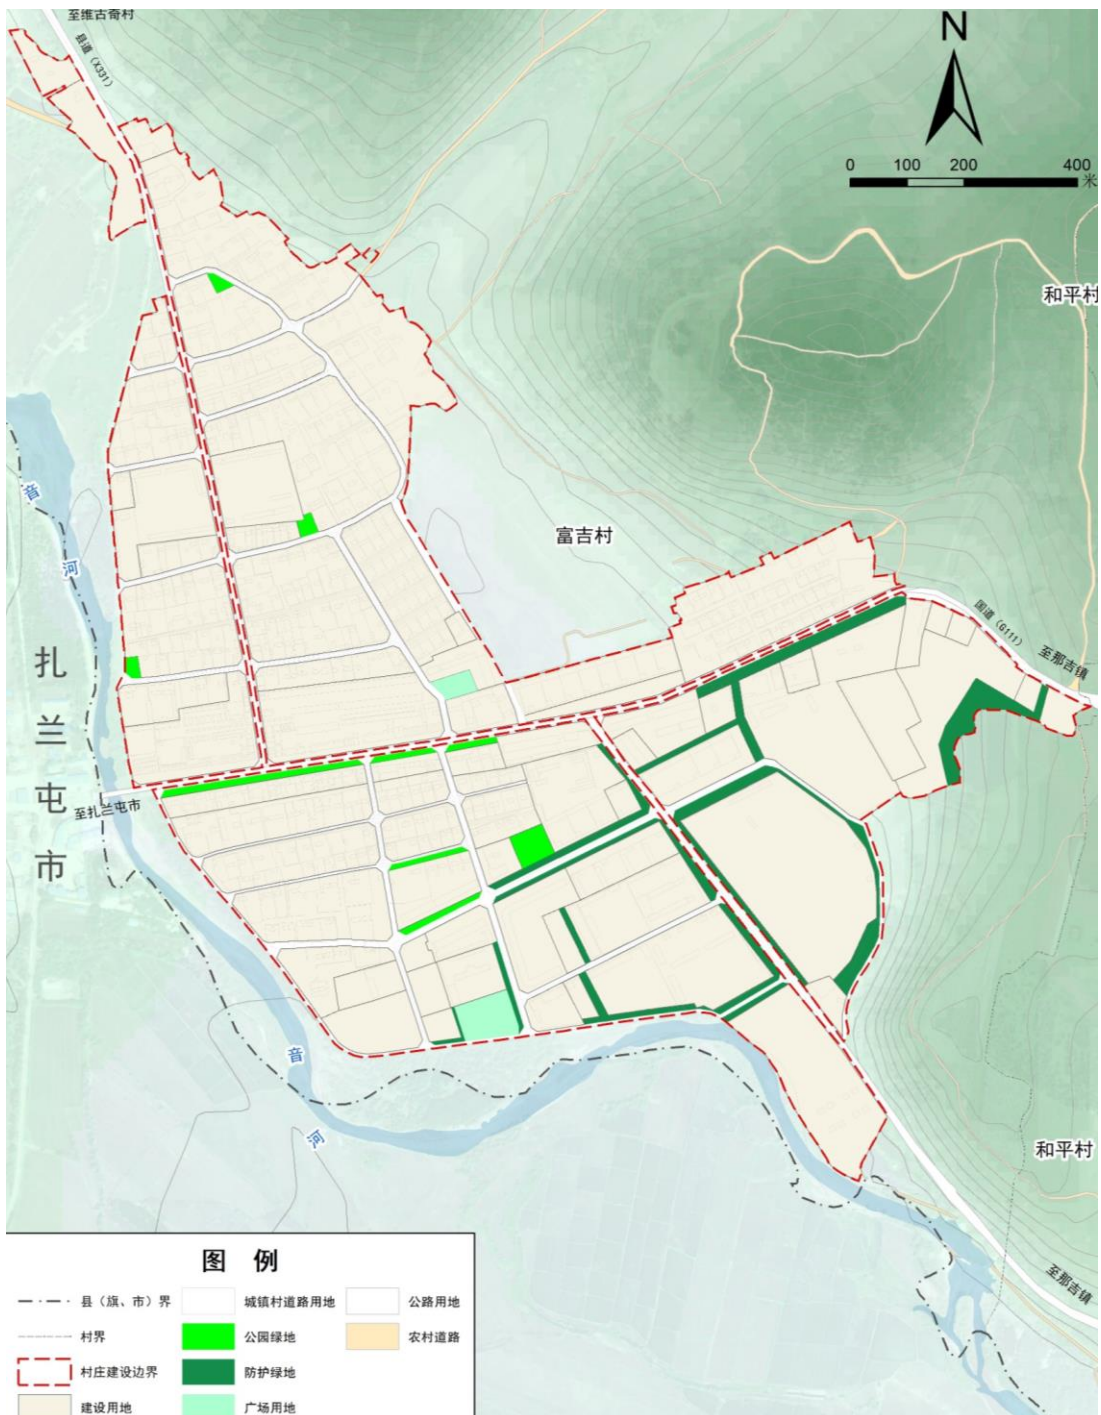 至维古奇村
县道（X331）
N
0 100 200 400
米
和平村
音
河
富吉村
国道（G111）
至那吉镇
扎
兰
屯
市
至扎兰屯市
音
河
和平村
至那吉镇
图 例
县（旗、市）界
城镇村道路用地
公路用地
村界
公园绿地
农村道路
村庄建设边界
防护绿地
建设用地
广场用地